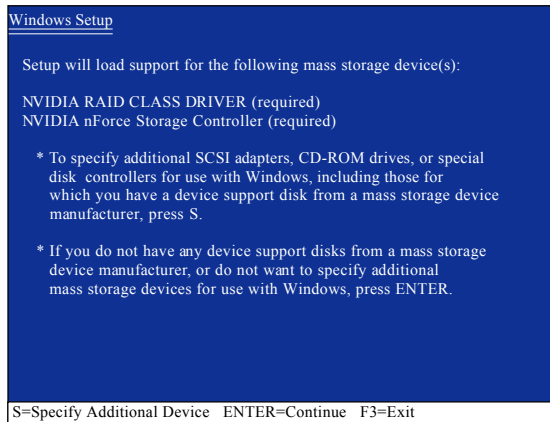 Windows Setup
Setup will load support for the following mass storage device(s):
NVIDIA RAID CLASS DRIVER (required)
NVIDIA nForce Storage Controller (required)
* To specify additional SCSI adapters, CD-ROM drives, or special
disk controllers for use with Windows, including those for
which you have a device support disk from a mass storage device
manufacturer, press S.
* If you do not have any device support disks from a mass storage
device manufacturer, or do not want to specify additional
mass storage devices for use with Windows, press ENTER.
S=Specify Additional Device ENTER=Continue F3=Exit